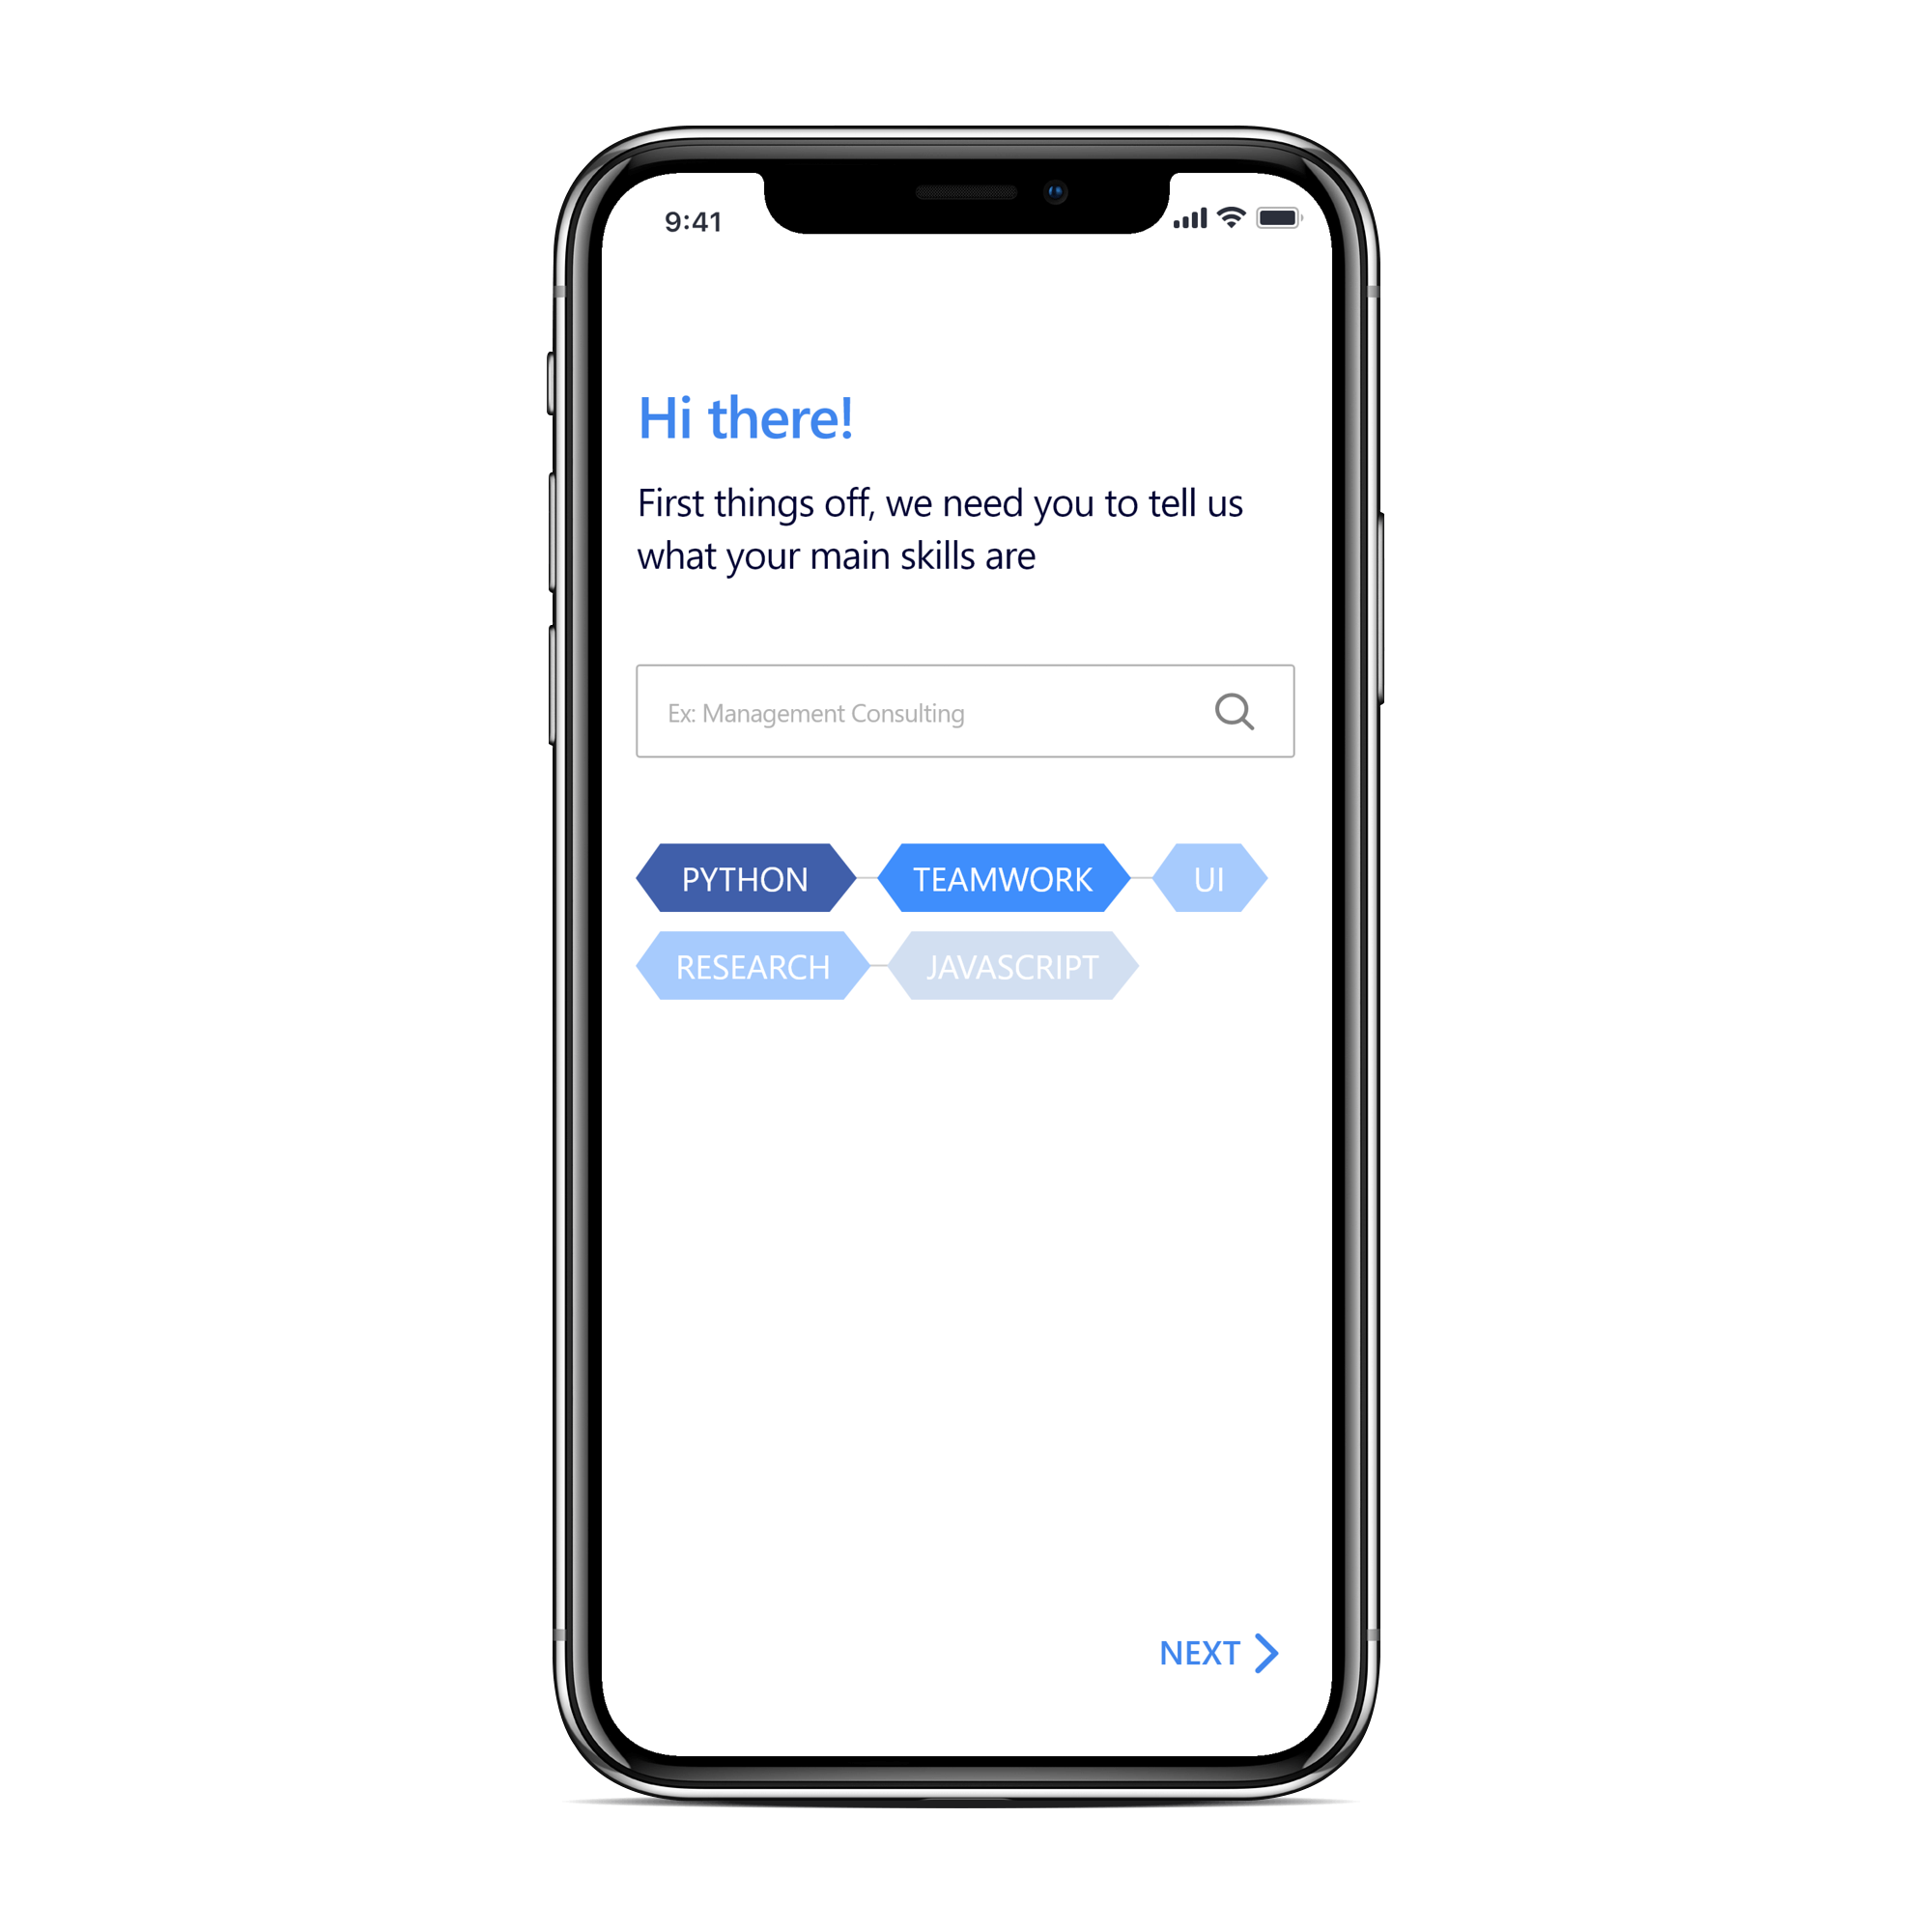 9:41
Hi there!
First things off, we need you to tell us
what your main skills are
Ex: Management Consulting
PYTHON TEAMWORK UI
RESEARCH JAVASCRIPT
NEXT